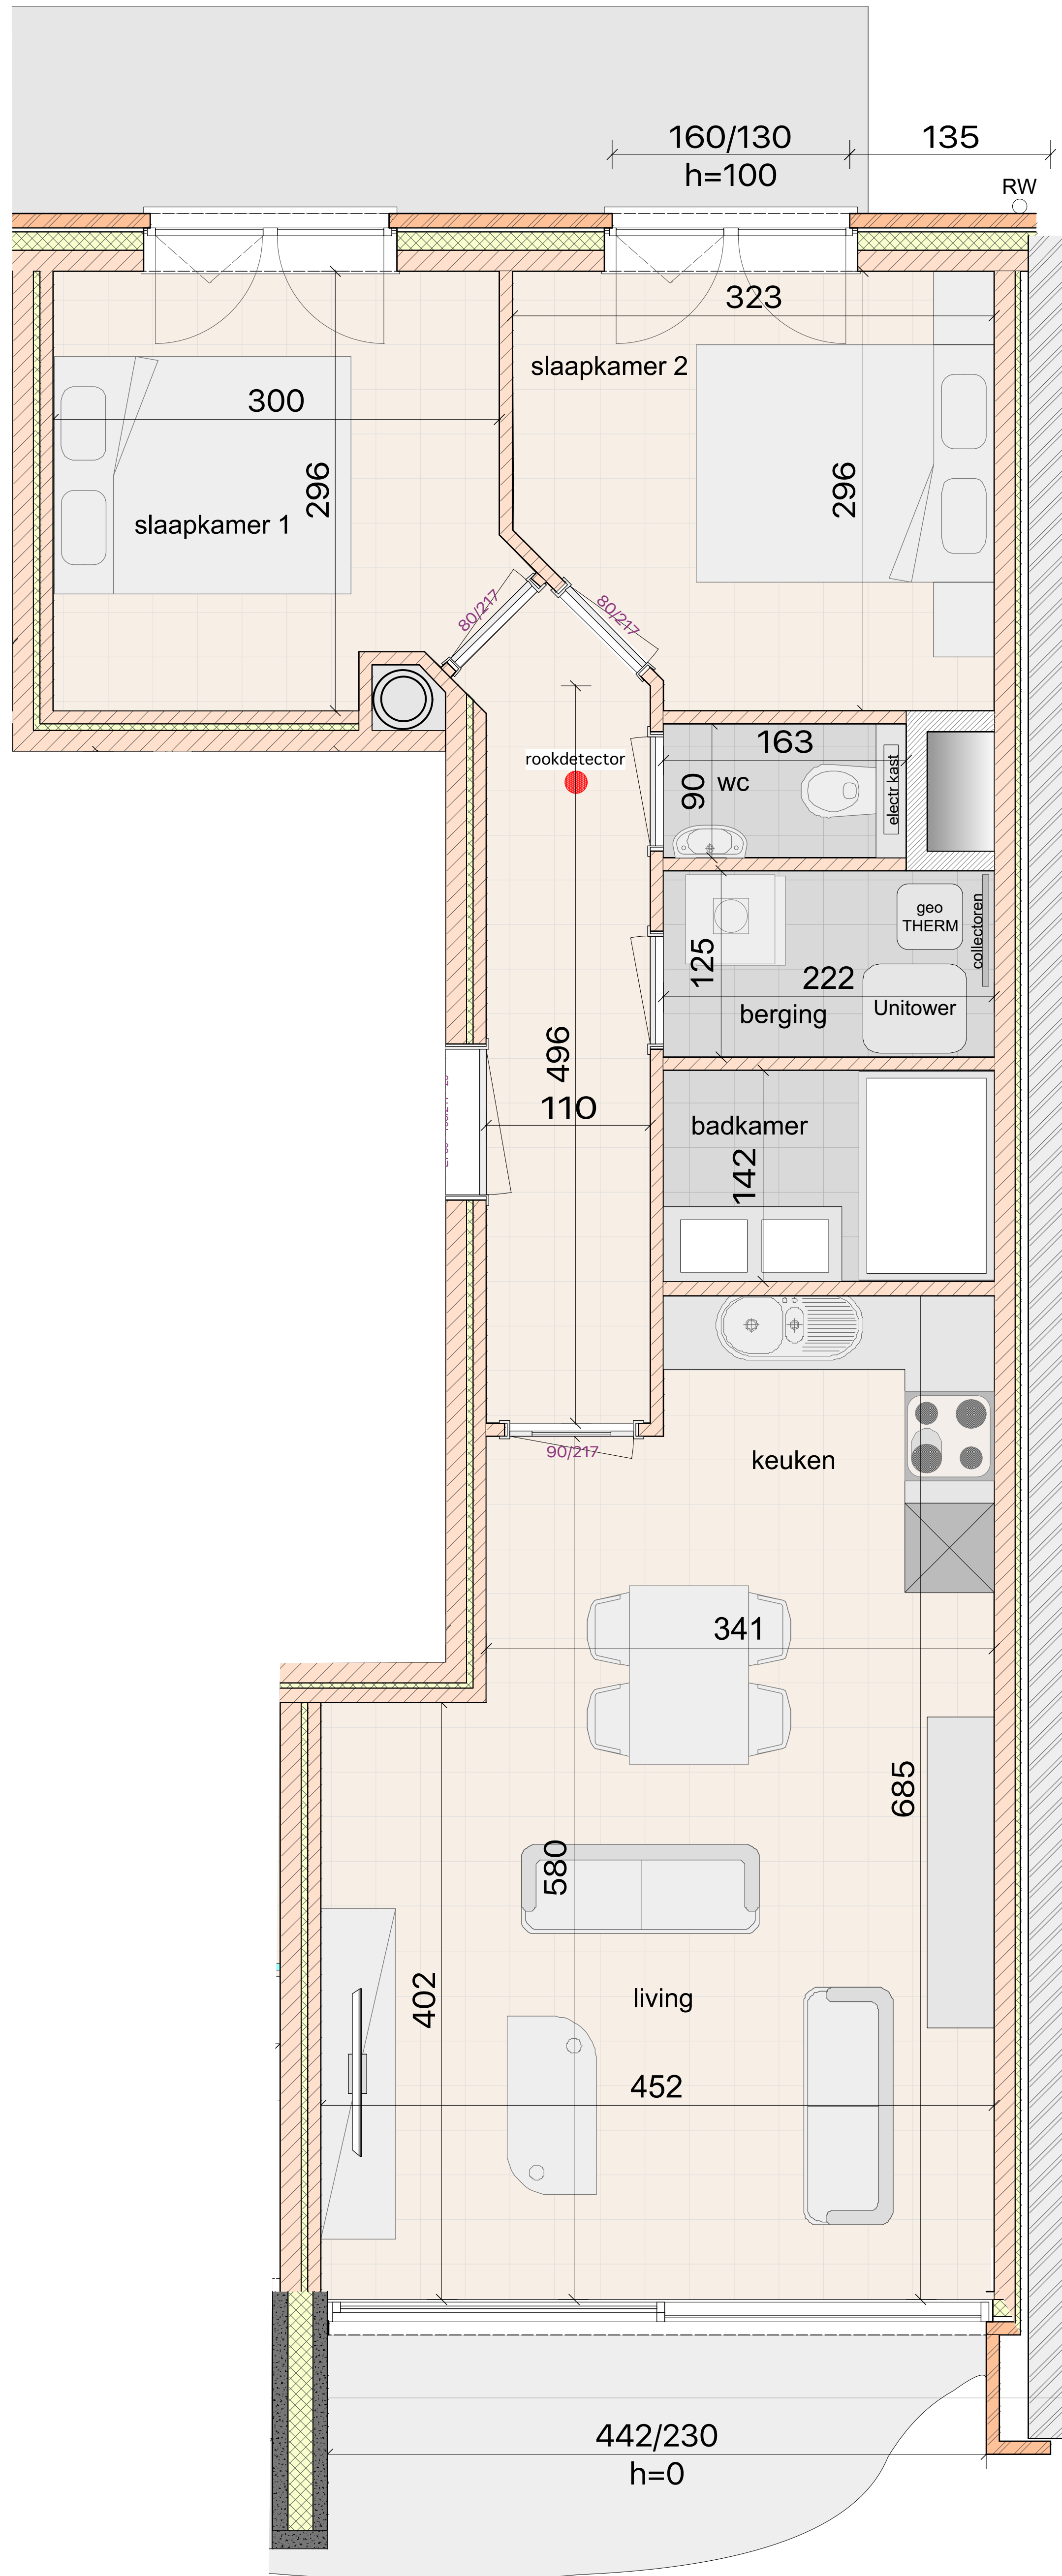 160/130
135
h=100
RW
323
slaapkamer 2
300
296
296
slaapkamer 1
80/217
80/217
rookdetector
163
90
wc
electr kast
geo
THERM
collectoren
125
222
Unitower
berging
496
110
badkamer
142
90/217
keuken
341
685
580
402
living
452
442/230
h=0